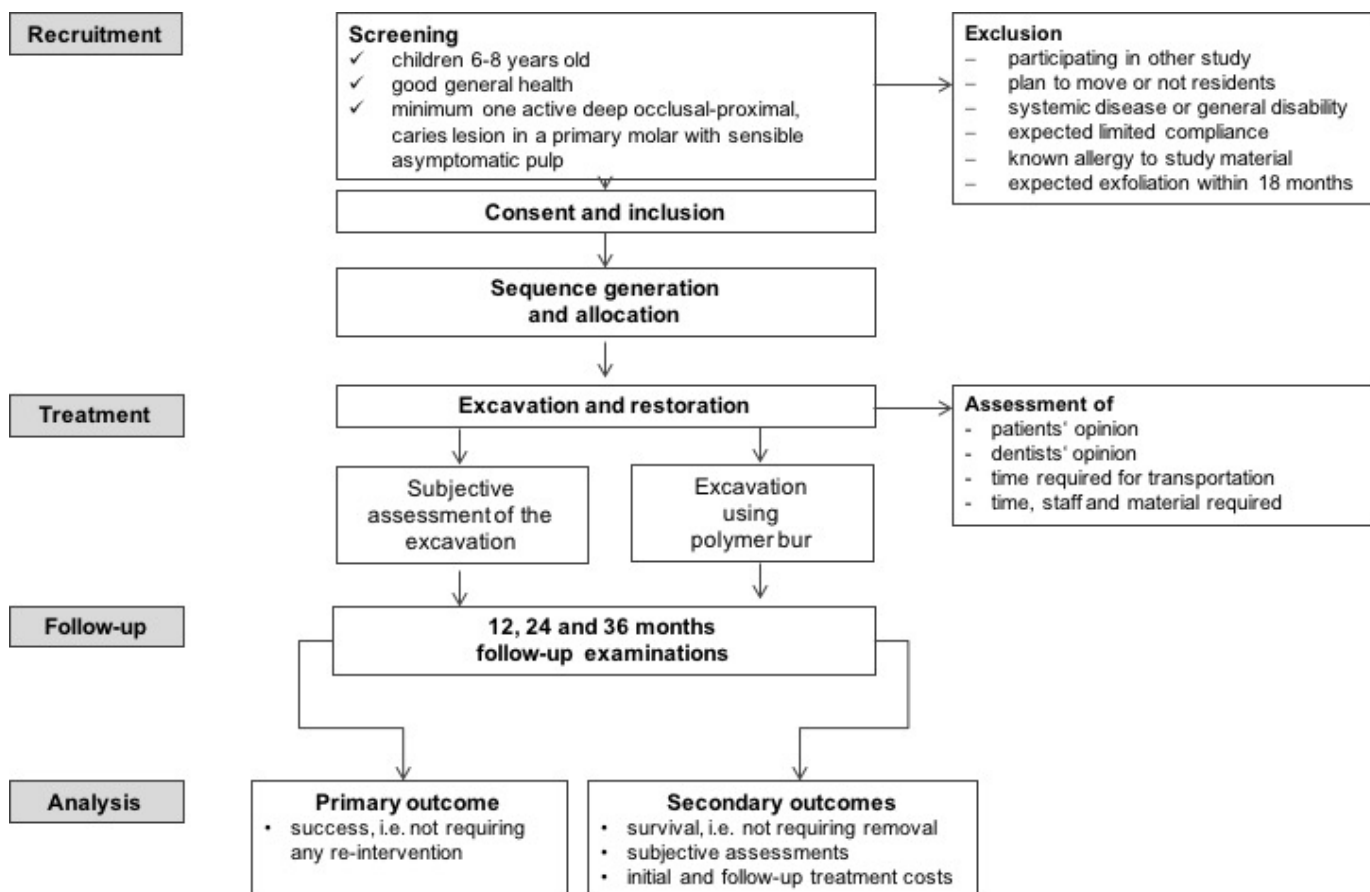 Recruitment
Screening
✓ children 6-8 years old
✓ good general health
✓ minimum one active deep occlusal-proximal,
caries lesion in a primary molar with sensible
asymptomatic pulp
Exclusion
– participating in other study
– plan to move or not residents
– systemic disease or general disability
– expected limited compliance
– known allergy to study material
– expected exfoliation within 18 months
Consent and inclusion
Sequence generation
and allocation
Treatment
Excavation and restoration
Assessment of
- patients‘ opinion
- dentists‘ opinion
- time required for transportation
- time, staff and material required
Subjective
assessment of the
excavation
Excavation
using
polymer bur
Follow-up
12, 24 and 36 months
follow-up examinations
Analysis
Primary outcome
• success, i.e. not requiring
any re-intervention
Secondary outcomes
• survival, i.e. not requiring removal
• subjective assessments
• initial and follow-up treatment costs